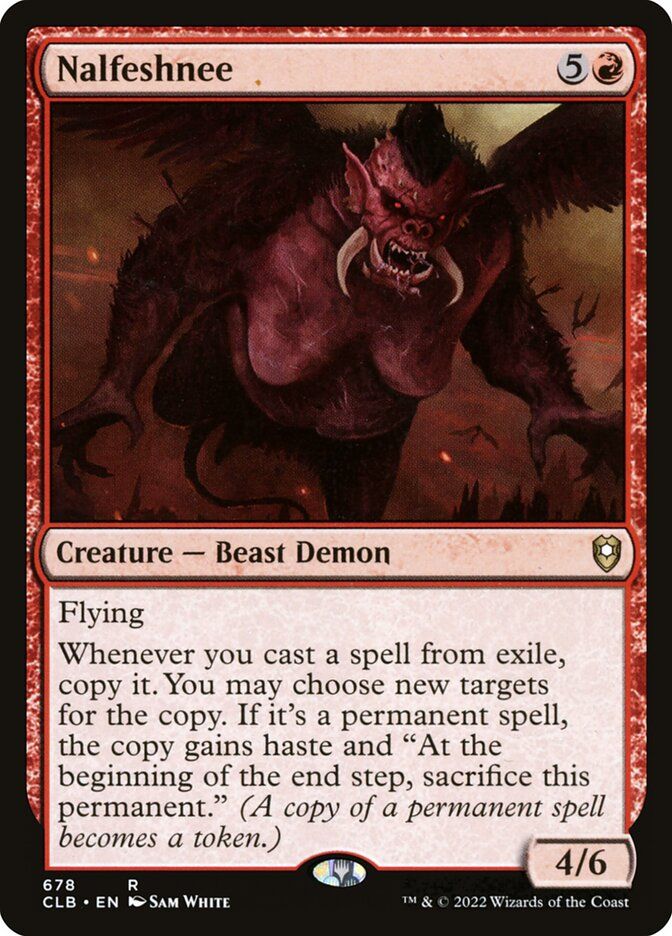 Nalfeshnee 5
Creature — Beast Demon
Flying
Whenever you cast a spell from exile,
copy it. You may choose new targets
for the copy. If it's a permanent spell,
the copy gains haste and “At the
beginning of the end step, sacrifice this
permanent.” (A copy of a permanent spell
becomes a token.)
4/6
678 R
CLB • EN Sam White
™ & © 2022 Wizards of the Coast